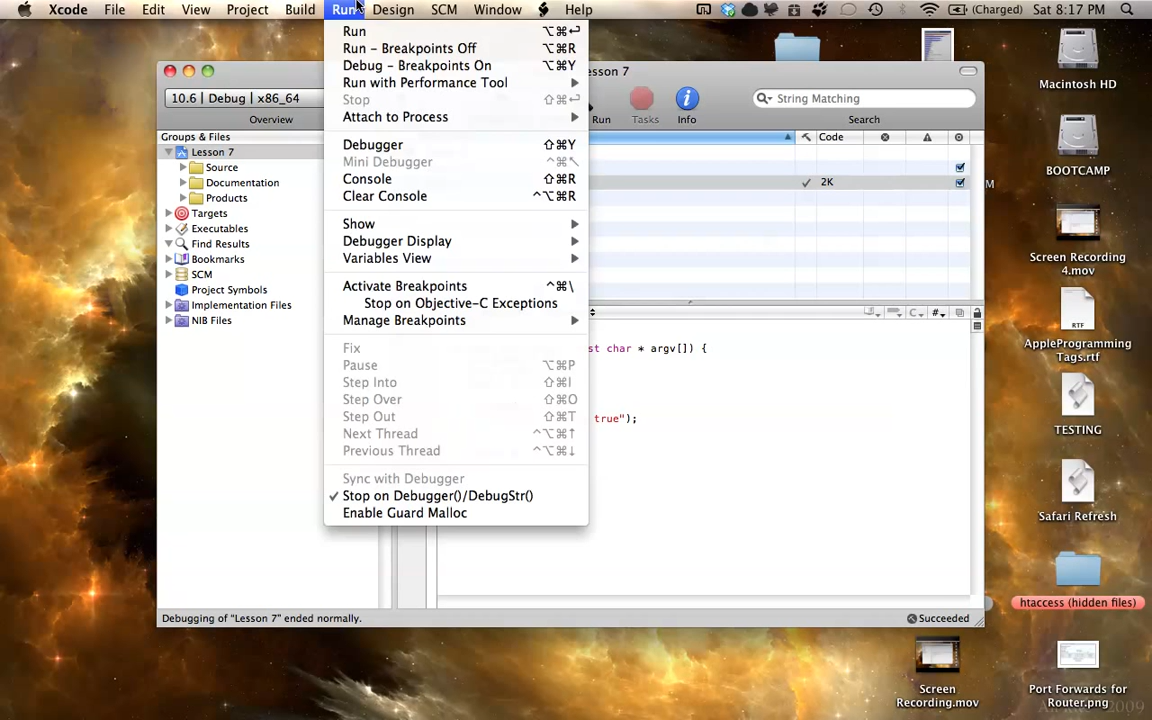 Xcode File Edit View Project Build Run Design SCM Window Help (Charged) Sat 8:17 PM
Run ⌥⌘↩
Run – Breakpoints Off ⌥⌘R
Debug – Breakpoints On ⌥⌘Y
Run with Performance Tool
Stop ⇧⌘↩
Attach to Process
Debugger ⇧⌘Y
Mini Debugger ^⌘↖
Console ⇧⌘R
Clear Console ^⌥⌘R
Show
Debugger Display
Variables View
Activate Breakpoints ^⌘\
Stop on Objective-C Exceptions
Manage Breakpoints
Fix
Pause ⌥⌘P
Step Into ⇧⌘I
Step Over ⇧⌘O
Step Out ⇧⌘T
Next Thread ^⌥⌘↑
Previous Thread ^⌥⌘↓
Sync with Debugger
✓ Stop on Debugger()/DebugStr()
Enable Guard Malloc
esson 7
10.6 | Debug | x86_64
String Matching
Overview
Run Tasks Info Search
Groups & Files
Code
Lesson 7
Source
Documentation
Products
Targets
Executables
Find Results
Bookmarks
SCM
Project Symbols
Implementation Files
NIB Files
2K
st char * argv[]) {
true");
Debugging of "Lesson 7" ended normally.
Succeeded
Macintosh HD
BOOTCAMP
M
Screen Recording
4.mov
RTF
AppleProgramming
Tags.rtf
TESTING
Safari Refresh
htaccess (hidden files)
Screen
Recording.mov
Port Forwards for
Router.png